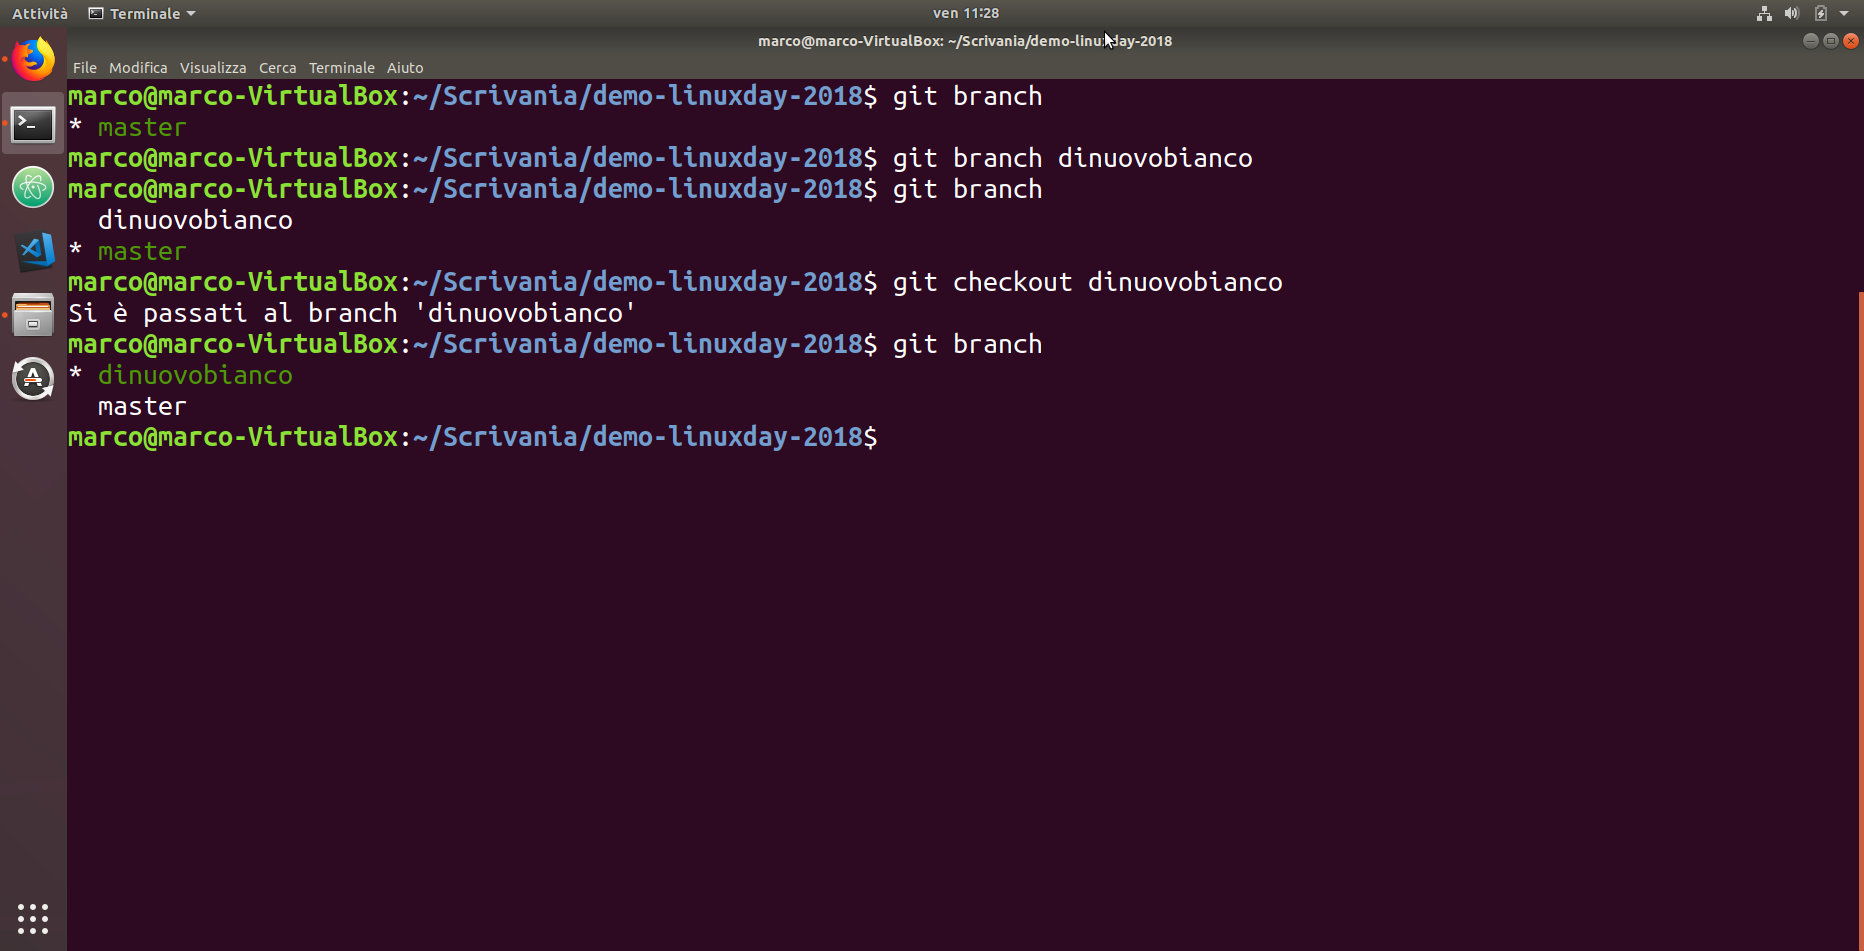 Attività Terminale ven 11:28
marco@marco-VirtualBox: ~/Scrivania/demo-linuxday-2018
File Modifica Visualizza Cerca Terminale Aiuto
marco@marco-VirtualBox:~/Scrivania/demo-linuxday-2018$ git branch
* master
marco@marco-VirtualBox:~/Scrivania/demo-linuxday-2018$ git branch dinuovobianco
marco@marco-VirtualBox:~/Scrivania/demo-linuxday-2018$ git branch
  dinuovobianco
* master
marco@marco-VirtualBox:~/Scrivania/demo-linuxday-2018$ git checkout dinuovobianco
Si è passati al branch 'dinuovobianco'
marco@marco-VirtualBox:~/Scrivania/demo-linuxday-2018$ git branch
* dinuovobianco
  master
marco@marco-VirtualBox:~/Scrivania/demo-linuxday-2018$